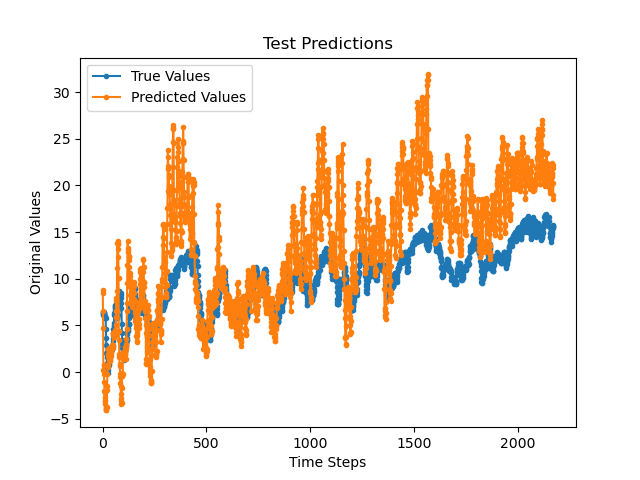 Test Predictions
True Values
Predicted Values
Original Values
30
25
20
15
10
5
0
−5
0
500
1000
1500
2000
Time Steps